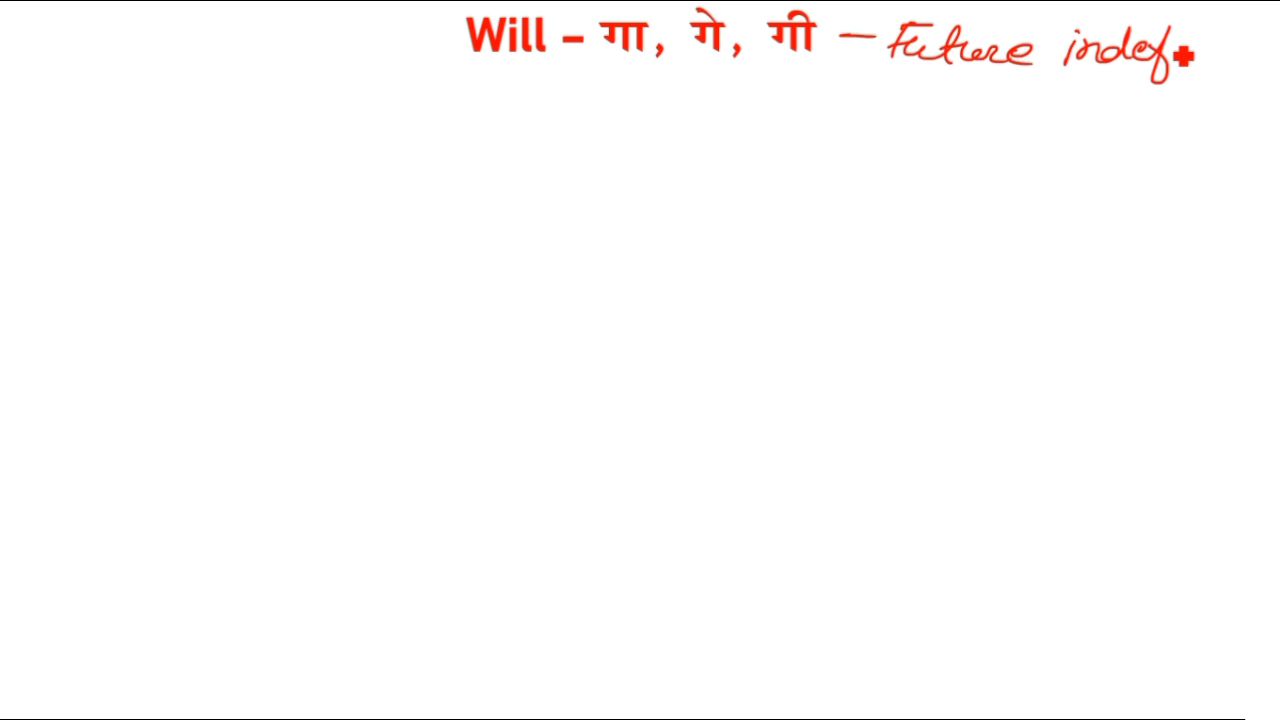 Will – गा, गे, गी – Future indef